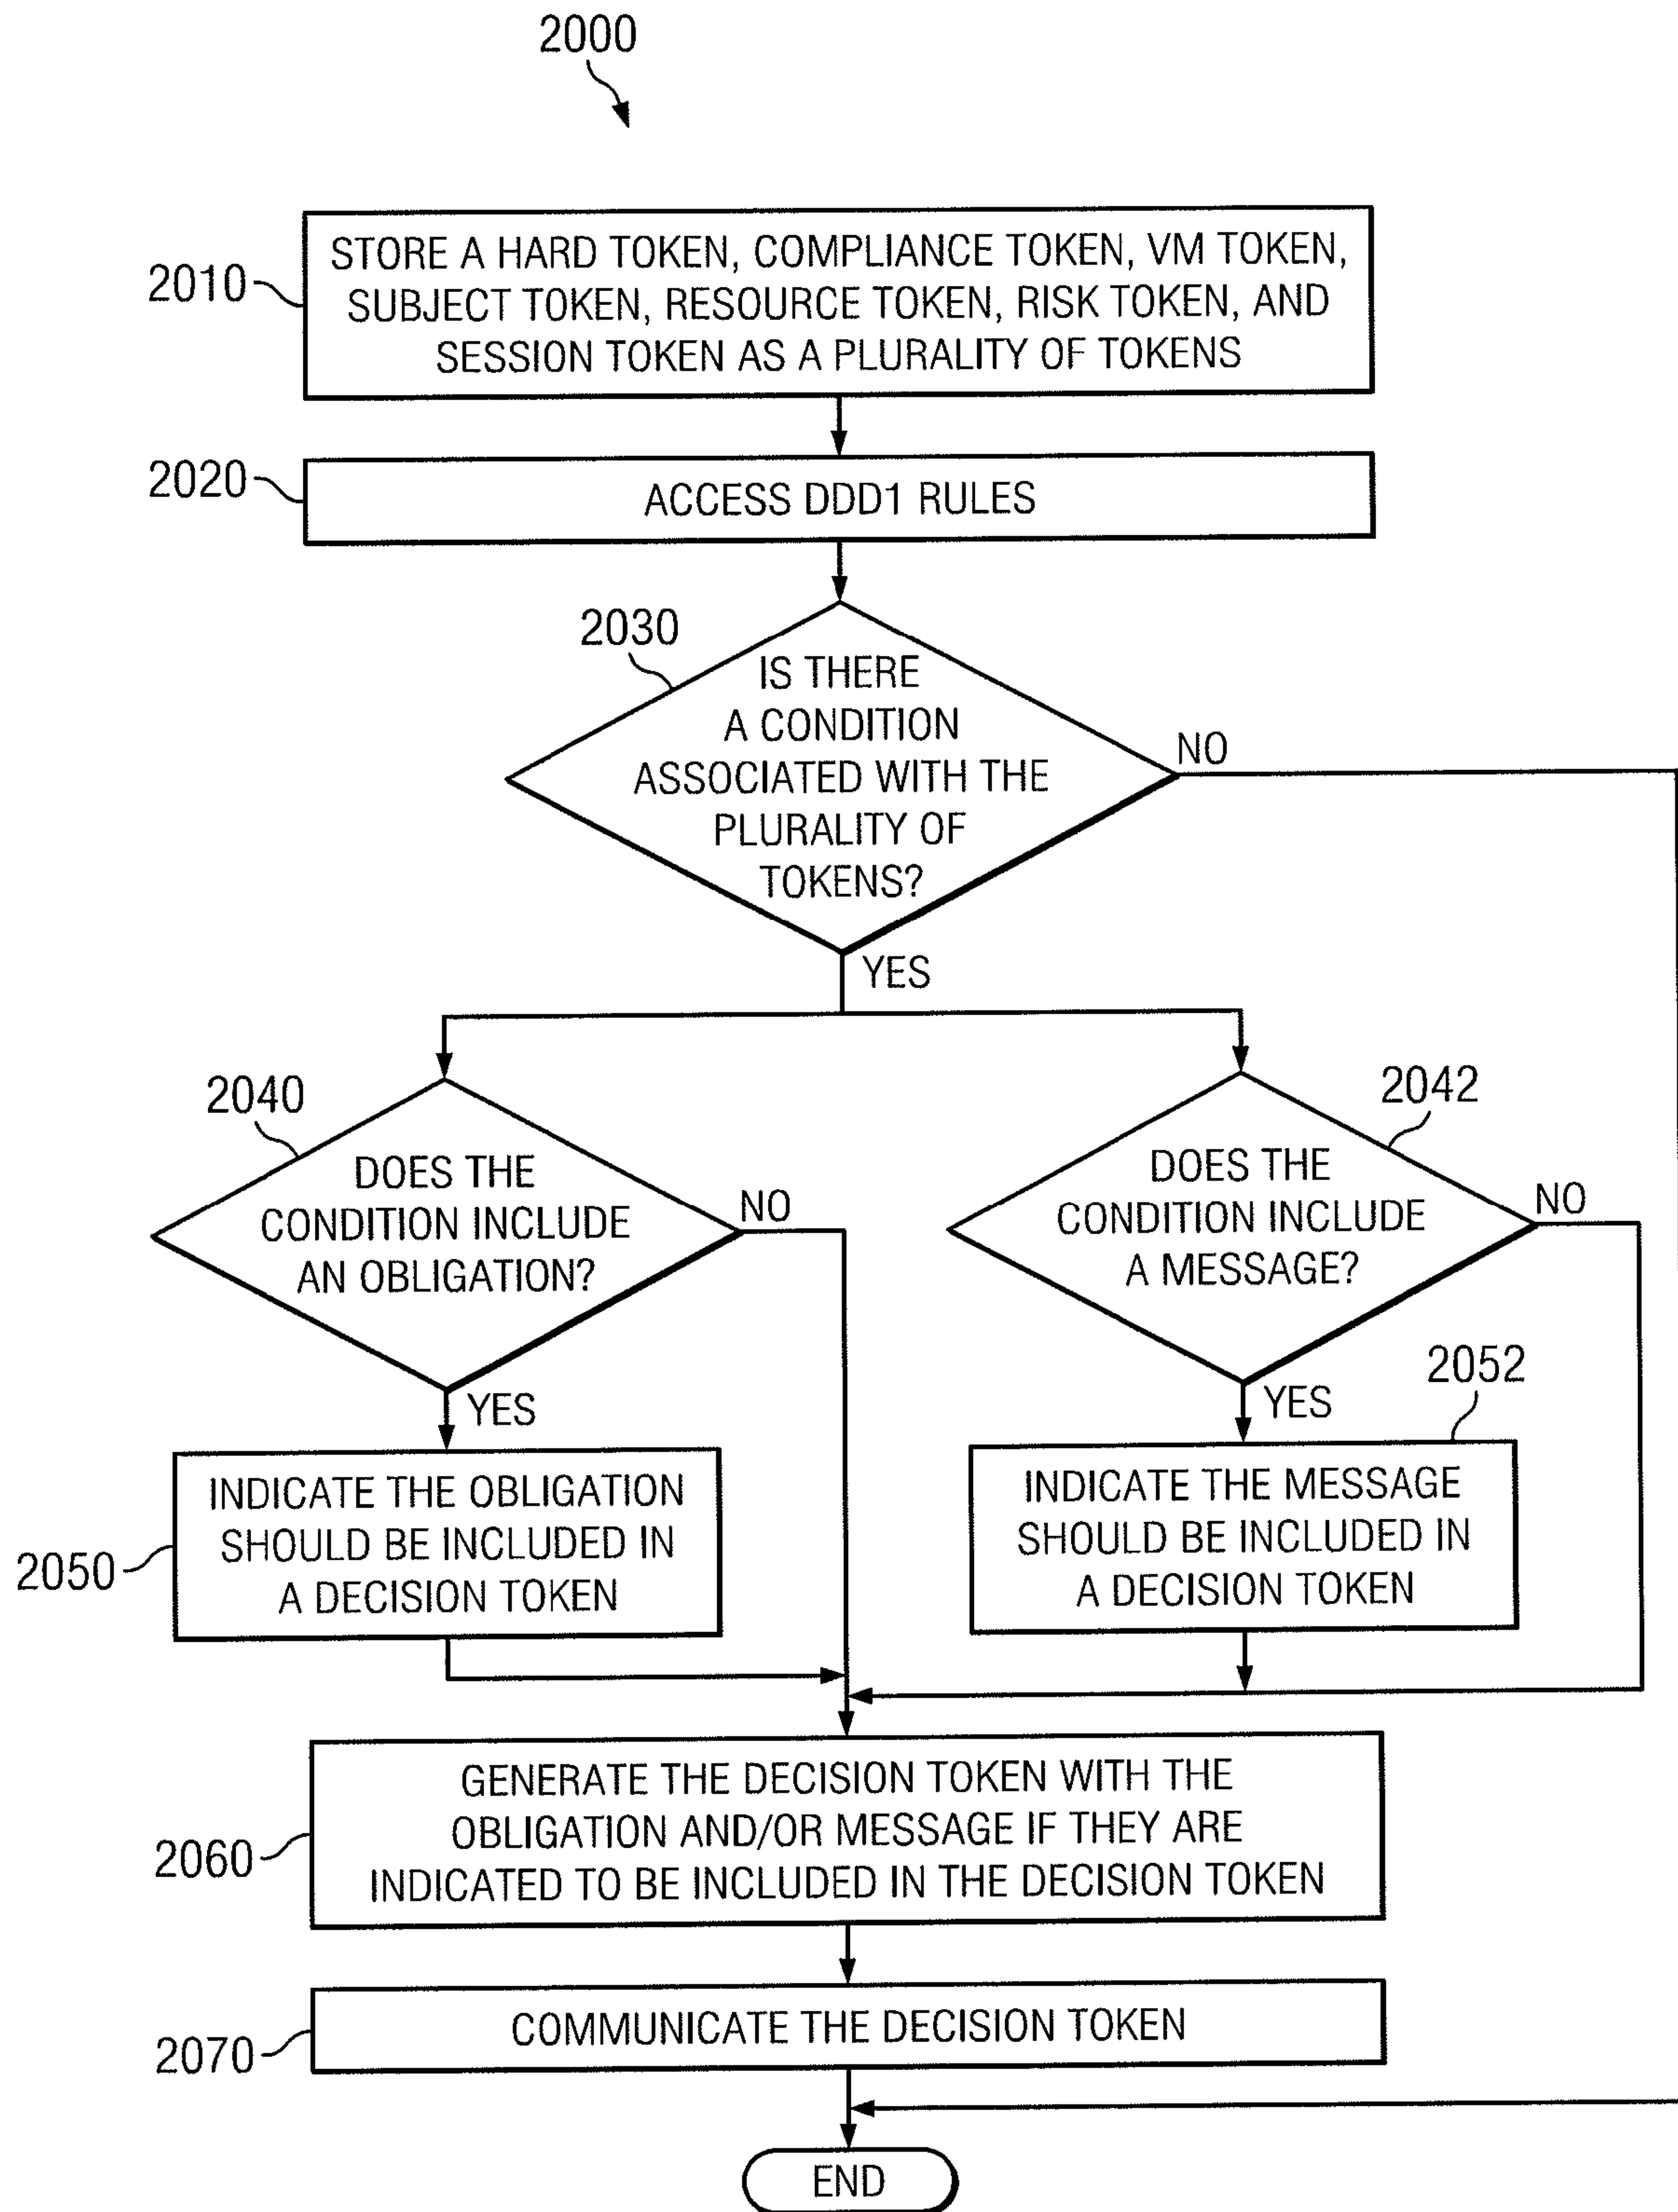 2000
2010
STORE A HARD TOKEN, COMPLIANCE TOKEN, VM TOKEN,
SUBJECT TOKEN, RESOURCE TOKEN, RISK TOKEN, AND
SESSION TOKEN AS A PLURALITY OF TOKENS
2020
ACCESS DDD1 RULES
2030
IS THERE
A CONDITION
ASSOCIATED WITH THE
PLURALITY OF
TOKENS?
NO
YES
2040
DOES THE
CONDITION INCLUDE
AN OBLIGATION?
NO
YES
2042
DOES THE
CONDITION INCLUDE
A MESSAGE?
NO
YES
2050
INDICATE THE OBLIGATION
SHOULD BE INCLUDED IN
A DECISION TOKEN
2052
INDICATE THE MESSAGE
SHOULD BE INCLUDED IN
A DECISION TOKEN
2060
GENERATE THE DECISION TOKEN WITH THE
OBLIGATION AND/OR MESSAGE IF THEY ARE
INDICATED TO BE INCLUDED IN THE DECISION TOKEN
2070
COMMUNICATE THE DECISION TOKEN
END